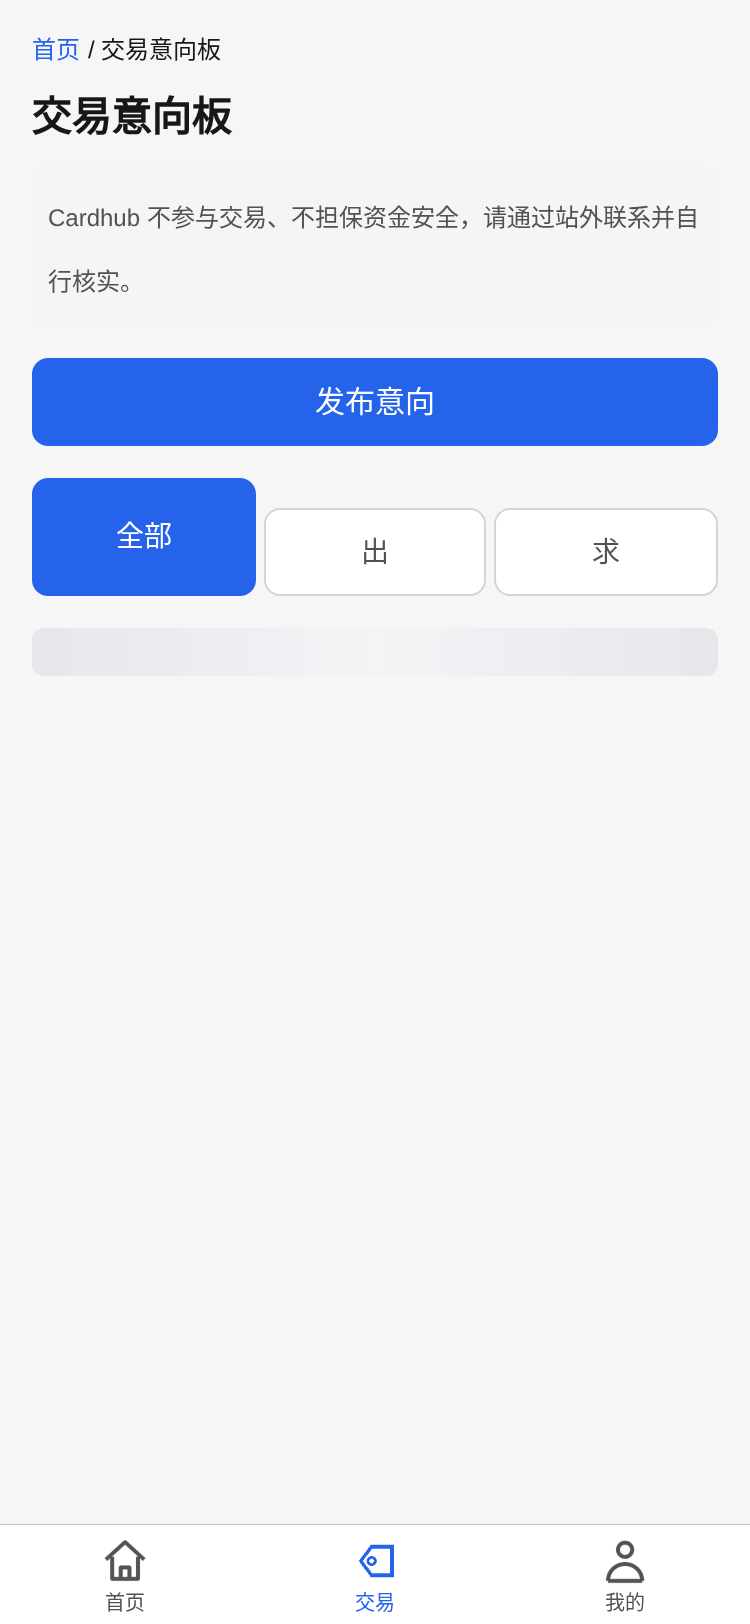 首页 / 交易意向板
交易意向板
Cardhub 不参与交易、不担保资金安全，请通过站外联系并自
行核实。
发布意向
全部
出
求
首页
交易
我的